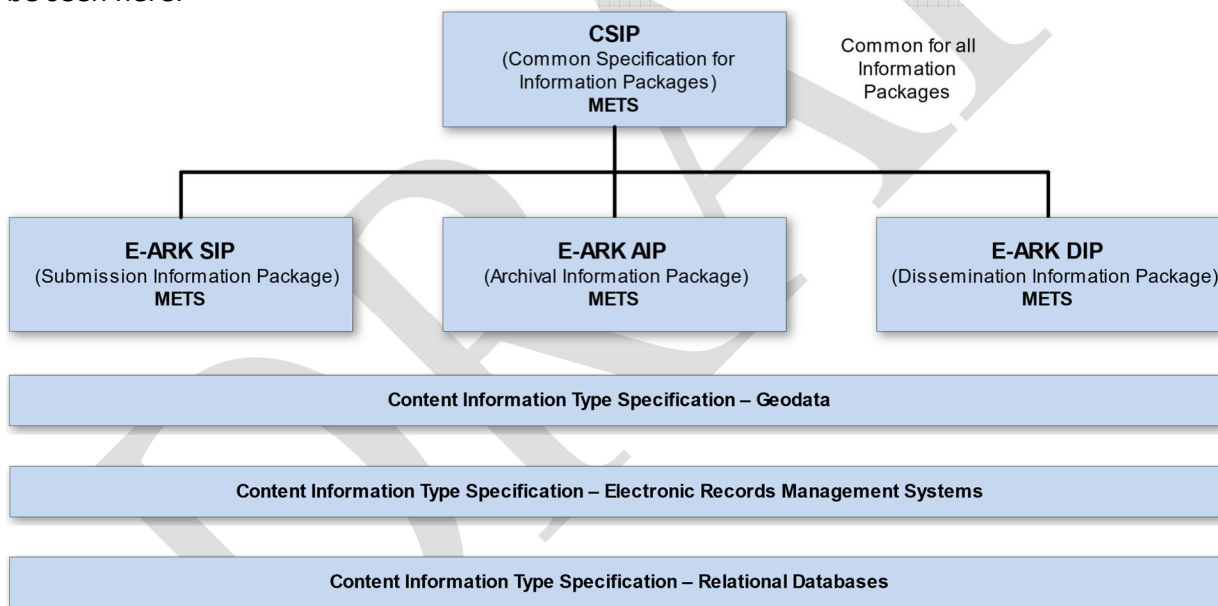 be seen here.
CSIP
(Common Specification for
Information Packages)
METS
Common for all
Information
Packages
E-ARK SIP
(Submission Information Package)
METS
E-ARK AIP
(Archival Information Package)
METS
E-ARK DIP
(Dissemination Information Package)
METS
Content Information Type Specification – Geodata
Content Information Type Specification – Electronic Records Management Systems
Content Information Type Specification – Relational Databases